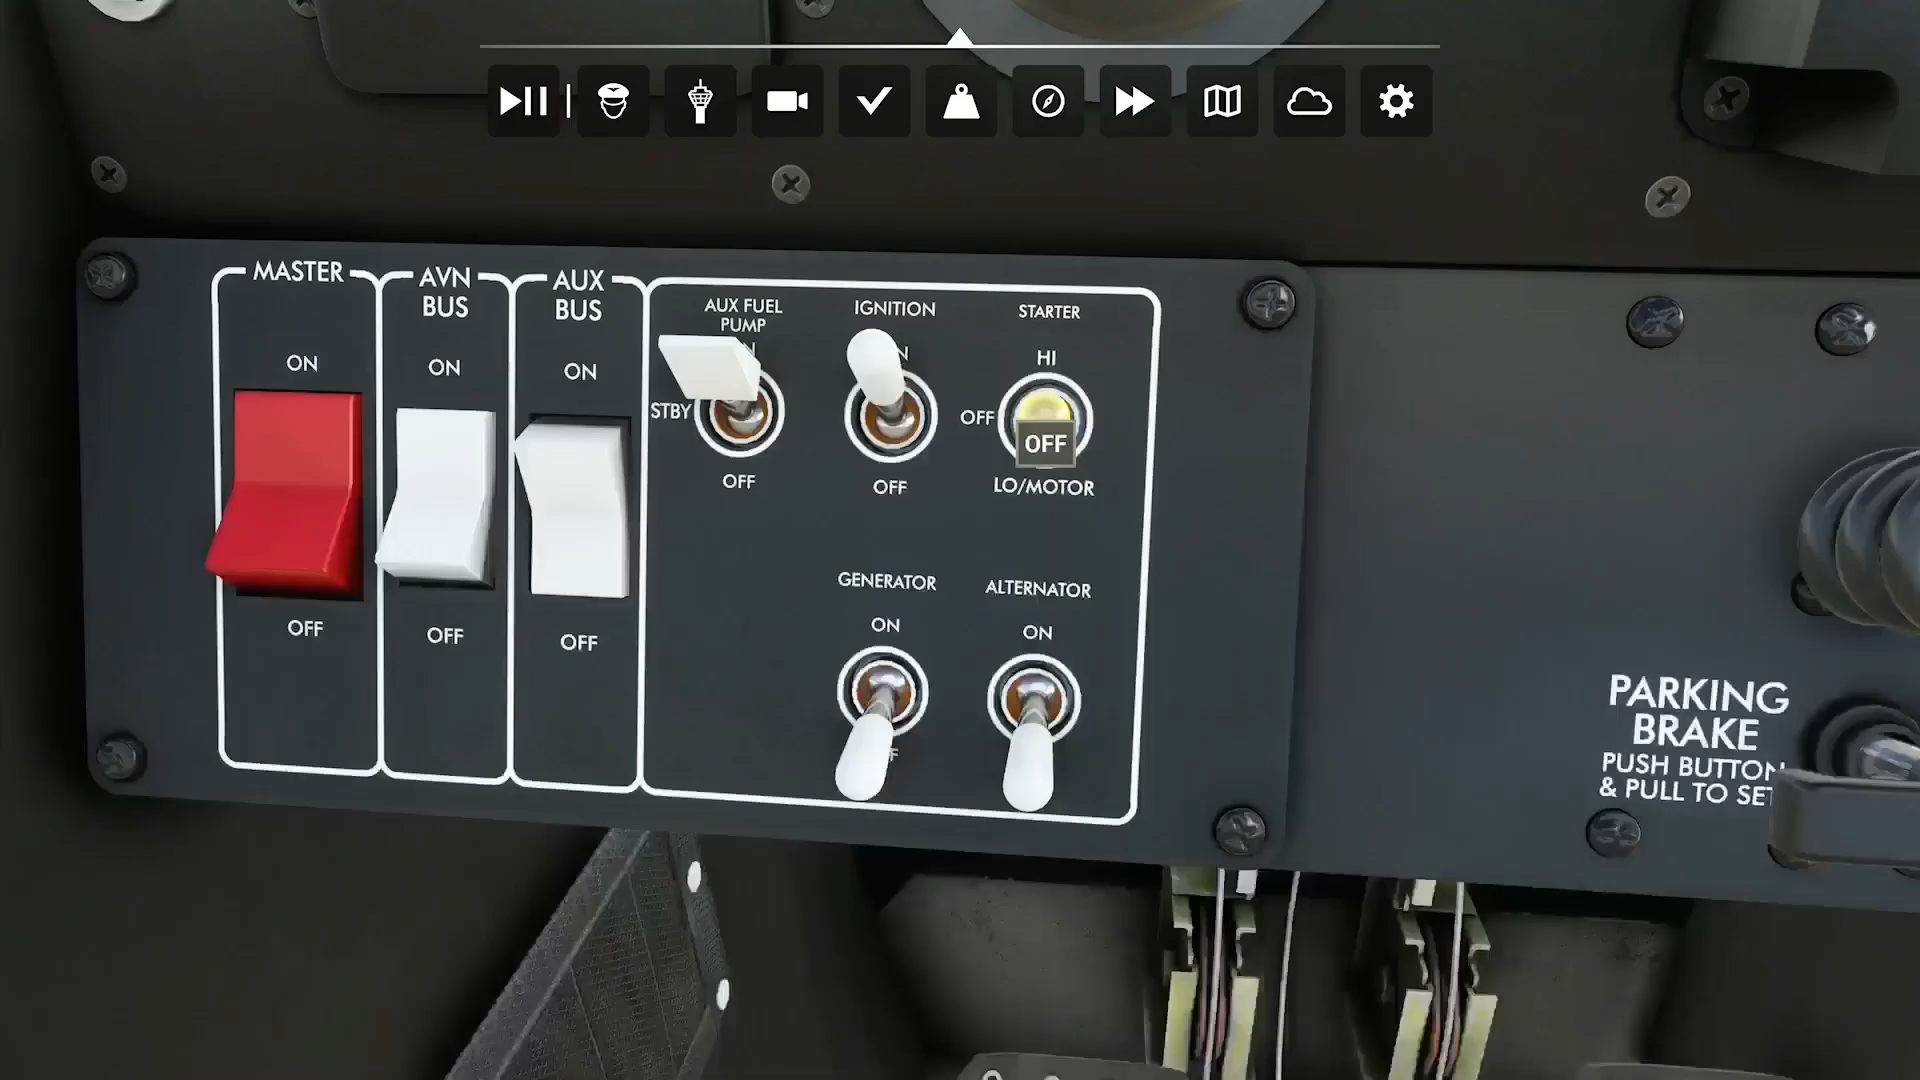 MASTER
AVN
BUS
AUX
BUS
AUX FUEL
PUMP
IGNITION
STARTER
ON
ON
ON
HI
STBY
OFF
OFF
OFF
OFF
LO/MOTOR
GENERATOR
ALTERNATOR
ON
ON
OFF
OFF
OFF
PARKING
BRAKE
PUSH BUTTON
& PULL TO SET